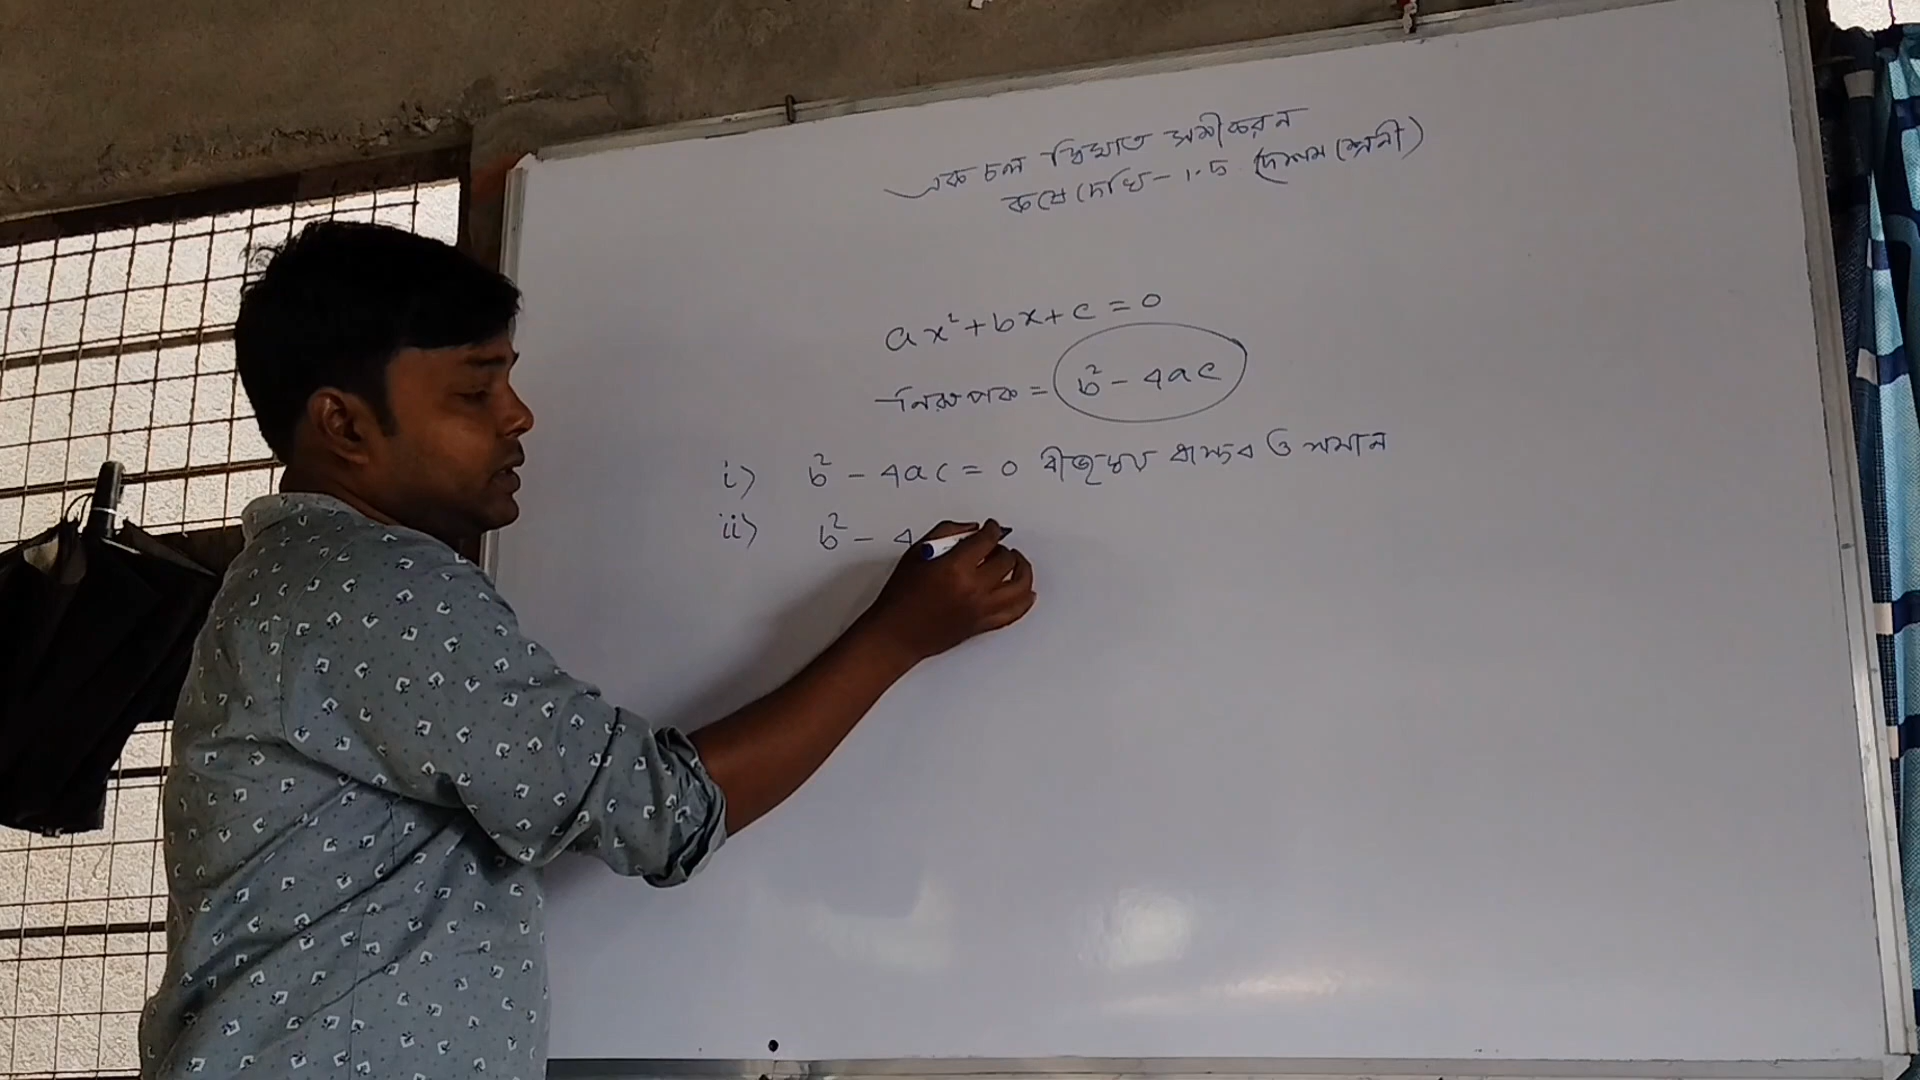 একচল দ্বিঘাত সমীকরন
কষে দেখি - 1.5 (দশম শ্রেনী)
ax² + bx + c = 0
নিরুপক = b² - 4ac
i) b² - 4ac = 0 বীজদ্বয় বাস্তব ও সমান
ii) b² - 4